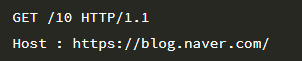 GET /10 HTTP/1.1
Host : https://blog.naver.com/